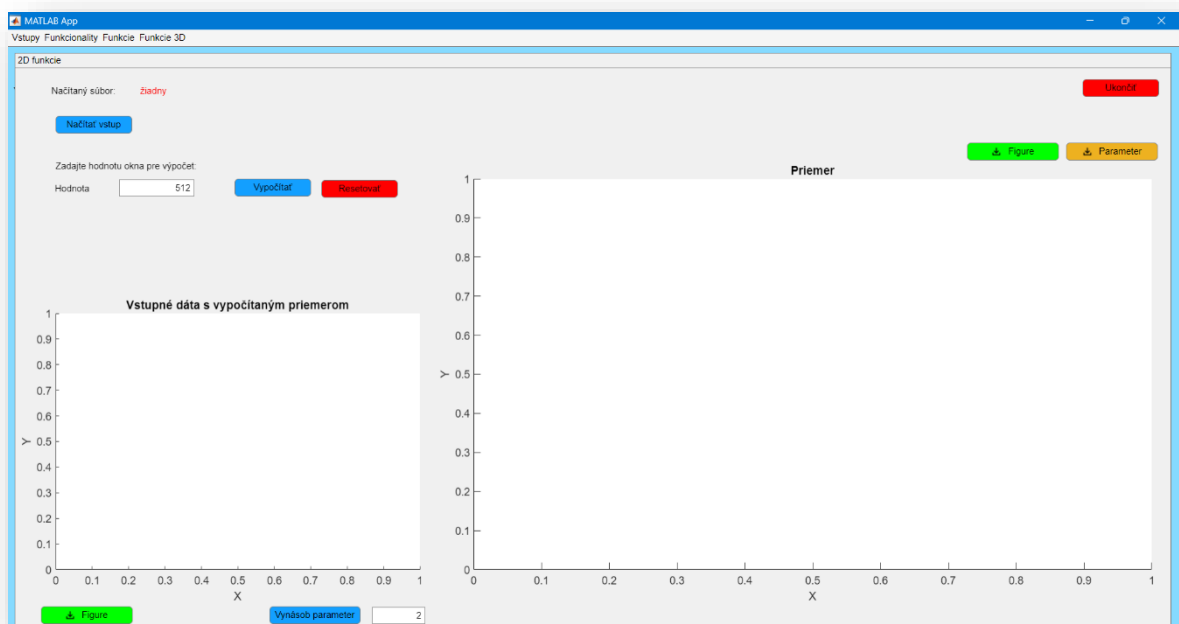 MATLAB App
Vstupy Funkcionality Funkcie Funkcie 3D
2D funkcie
Načítaný súbor: žiadny
Ukončiť
Načítať vstup
Figure
Parameter
Zadajte hodnotu okna pre výpočet:
Hodnota 512 Vypočítať Resetovať
Priemer
1
0.9
0.8
0.7
0.6
Y 0.5
0.4
0.3
0.2
0.1
0
0 0.1 0.2 0.3 0.4 0.5 0.6 0.7 0.8 0.9 1
X
Vstupné dáta s vypočítaným priemerom
1
0.9
0.8
0.7
0.6
Y 0.5
0.4
0.3
0.2
0.1
0
0 0.1 0.2 0.3 0.4 0.5 0.6 0.7 0.8 0.9 1
X
Figure
Vynásob parameter 2